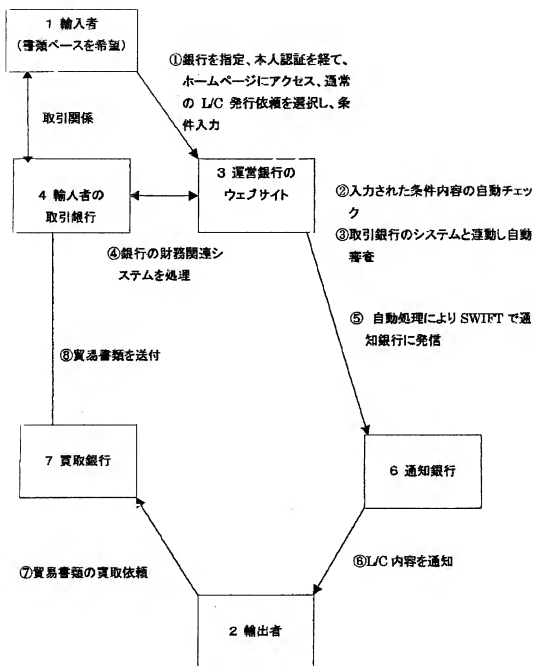 1 輸入者
(書類ベースを希望)
①銀行を指定、本人認証を経て、
ホームページにアクセス、通常
の L/C 発行依頼を選択し、条
件入力
取引関係
3 運営銀行の
ウェブサイト
4 輸入者の
取引銀行
②入力された条件内容の自動チェッ
ク
③取引銀行のシステムと連動し自動
審査
④銀行の財務関連シ
ステムを処理
⑤ 自動処理により SWIFT で通
知銀行に発信
⑧貿易書類を送付
7 買取銀行
6 通知銀行
⑥L/C 内容を通知
⑦貿易書類の買取依頼
2 輸出者